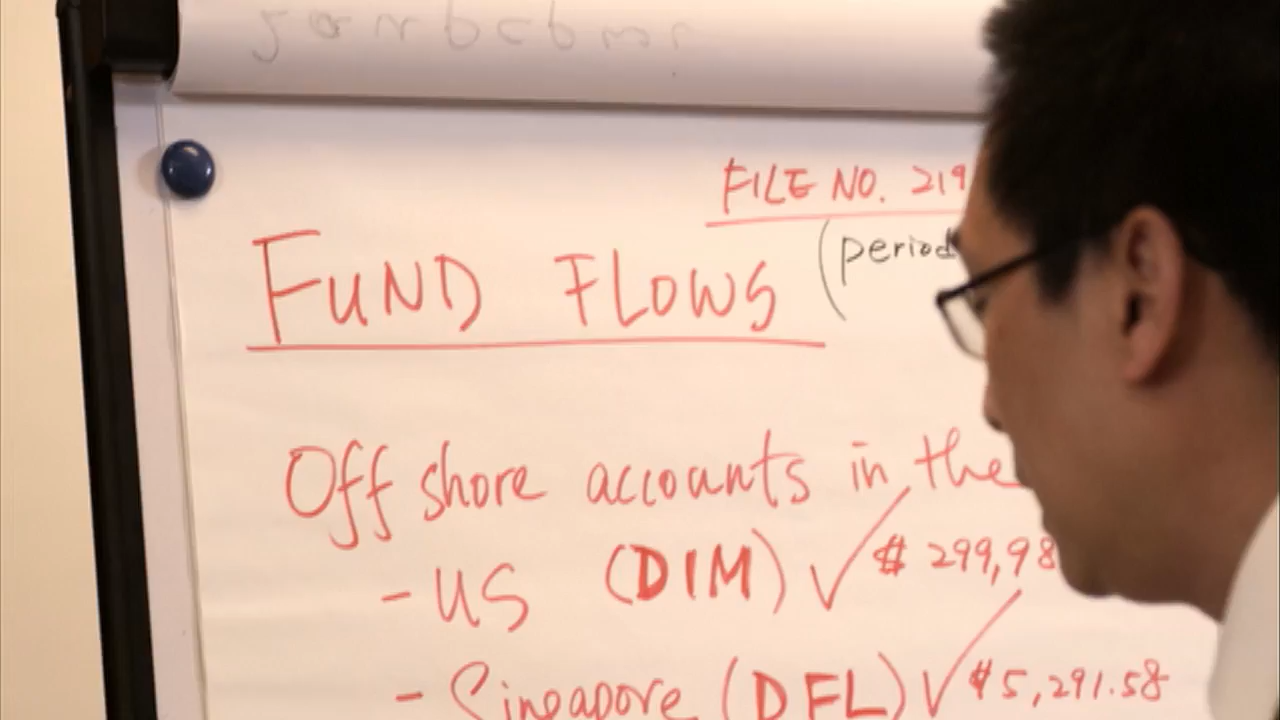 FILE NO. 219
(period
FUND FLOWS
Off shore accounts in the
- US (DIM) ✓ $ 299,98
- Singapore (DFL) ✓ $5,291.58